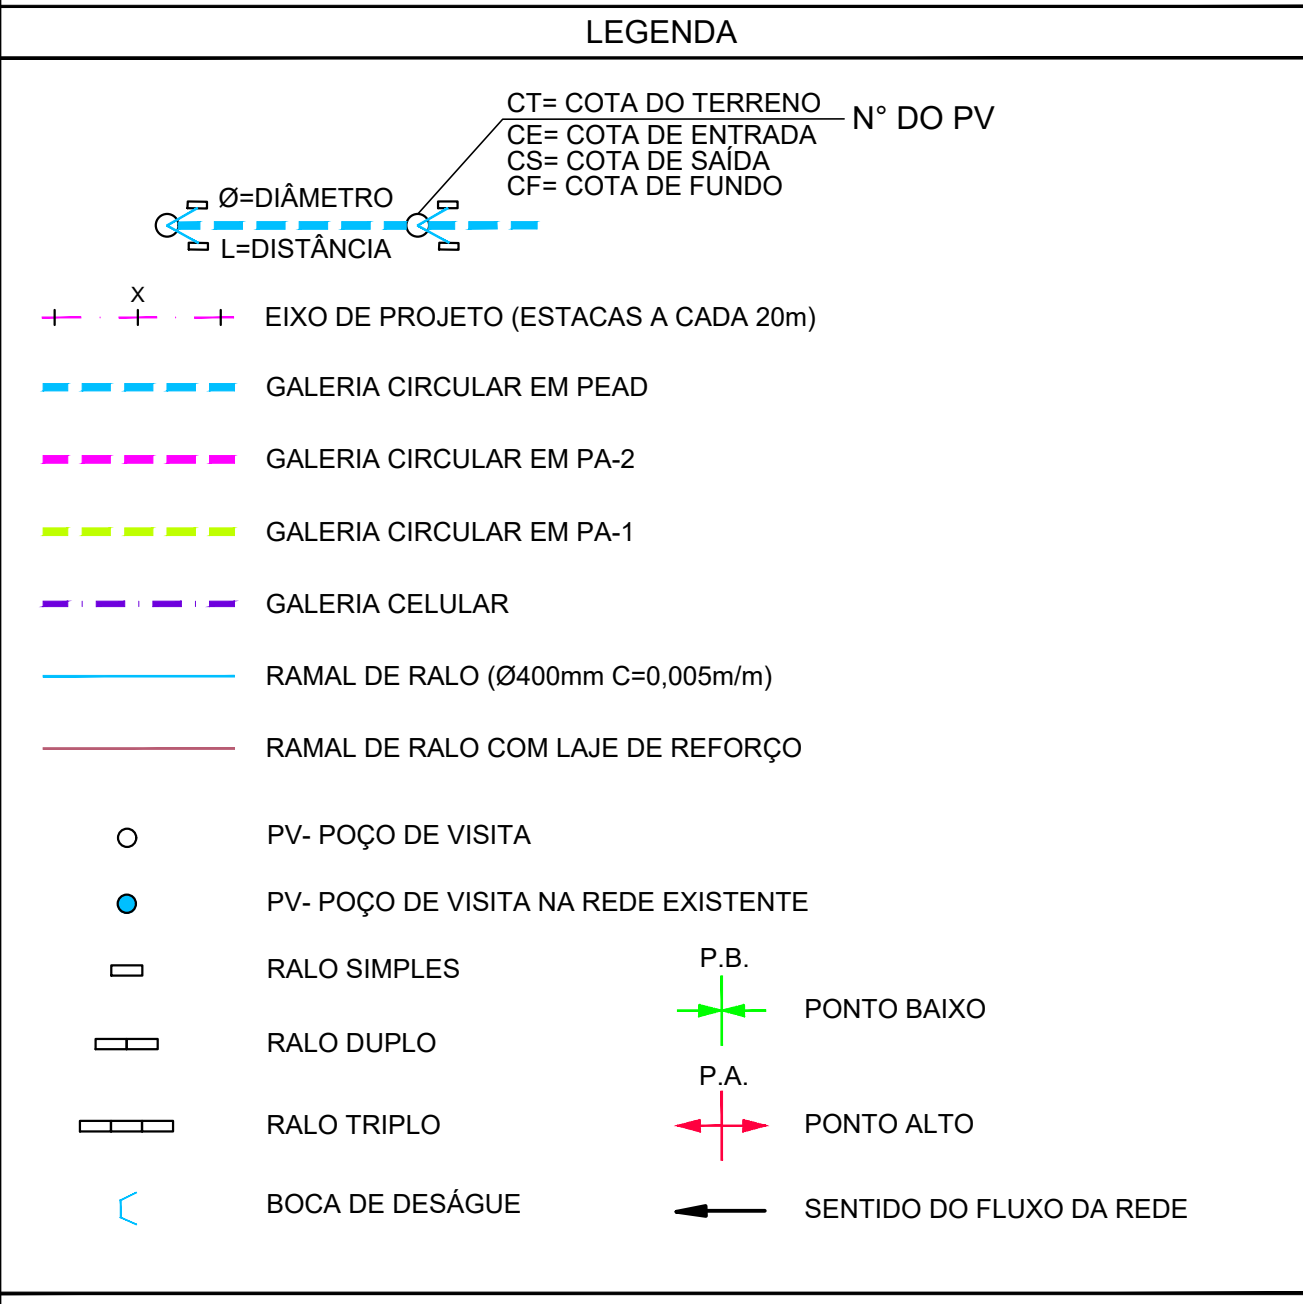 LEGENDA
CT= COTA DO TERRENO
N° DO PV
CE= COTA DE ENTRADA
CS= COTA DE SAÍDA
CF= COTA DE FUNDO
Ø=DIÂMETRO
L=DISTÂNCIA
X
EIXO DE PROJETO (ESTACAS A CADA 20m)
GALERIA CIRCULAR EM PEAD
GALERIA CIRCULAR EM PA-2
GALERIA CIRCULAR EM PA-1
GALERIA CELULAR
RAMAL DE RALO (Ø400mm C=0,005m/m)
RAMAL DE RALO COM LAJE DE REFORÇO
PV- POÇO DE VISITA
PV- POÇO DE VISITA NA REDE EXISTENTE
RALO SIMPLES
RALO DUPLO
RALO TRIPLO
BOCA DE DESÁGUE
P.B.
PONTO BAIXO
P.A.
PONTO ALTO
SENTIDO DO FLUXO DA REDE